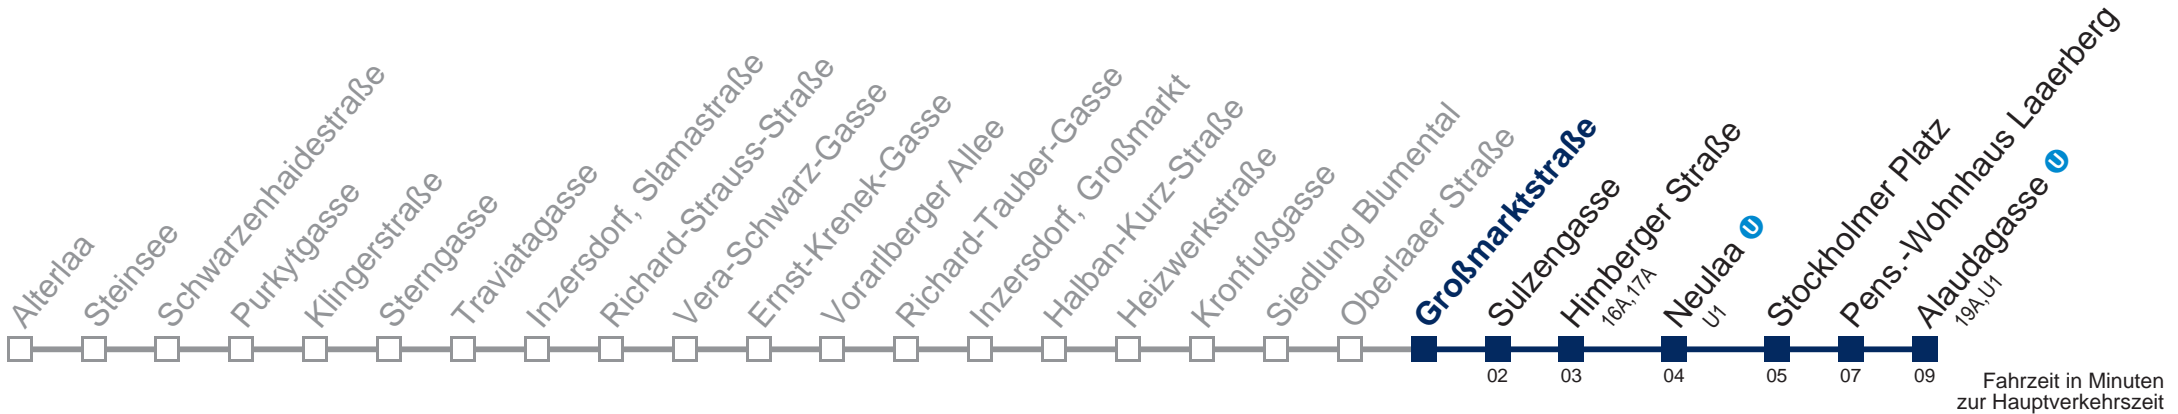 Alterlaa
Steinsee
Schwarzenhaidestraße
Purkytgasse
Klingerstraße
Sterngasse
Traviatagasse
Inzersdorf, Slamastraße
Richard-Strauss-Straße
Vera-Schwarz-Gasse
Ernst-Krenek-Gasse
Vorarlberger Allee
Richard-Tauber-Gasse
Inzersdorf, Großmarkt
Halban-Kurz-Straße
Heizwerkstraße
Kronfußgasse
Siedlung Blumental
Oberlaaer Straße
Großmarktstraße
Sulzengasse
02
Himberger Straße
16A,17A
03
Neulaa U
U1
04
Stockholmer Platz
05
Pens.-Wohnhaus Laaerberg
07
Alaudagasse U
19A,U1
09
Fahrzeit in Minuten
zur Hauptverkehrszeit